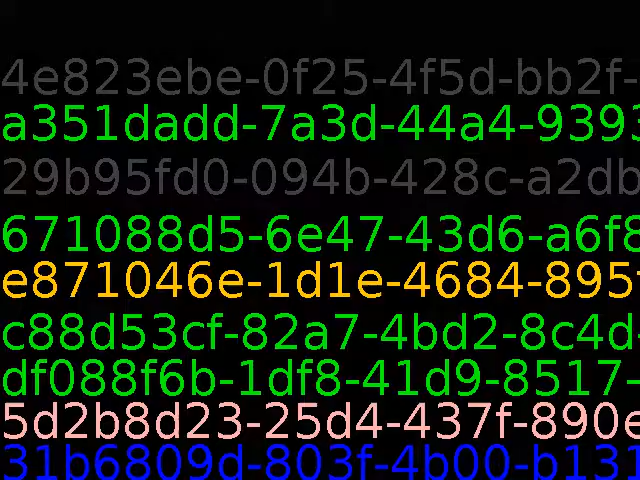 4e823ebe-0f25-4f5d-bb2f-
a351dadd-7a3d-44a4-9393
29b95fd0-094b-428c-a2db
671088d5-6e47-43d6-a6f8
e871046e-1d1e-4684-895f
c88d53cf-82a7-4bd2-8c4d-
df088f6b-1df8-41d9-8517-
5d2b8d23-25d4-437f-890e
31b6809d-803f-4b00-b131